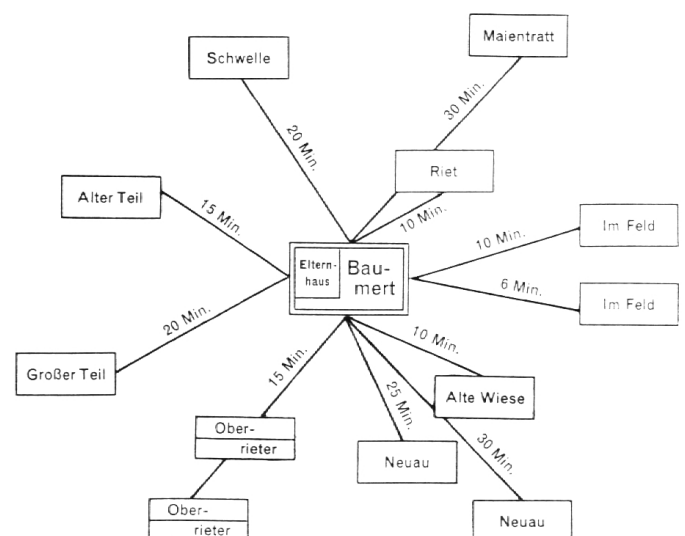 Maientratt
Schwelle
30 Min.
20 Min.
Riet
Alter Teil
15 Min.
10 Min.
Im Feld
10 Min.
Eltern-
haus
Bau-
mert
6 Min.
Im Feld
20 Min.
10 Min.
15 Min.
Großer Teil
25 Min.
Alte Wiese
Ober-
rieter
30 Min.
Neuau
Ober-
rieter
Neuau